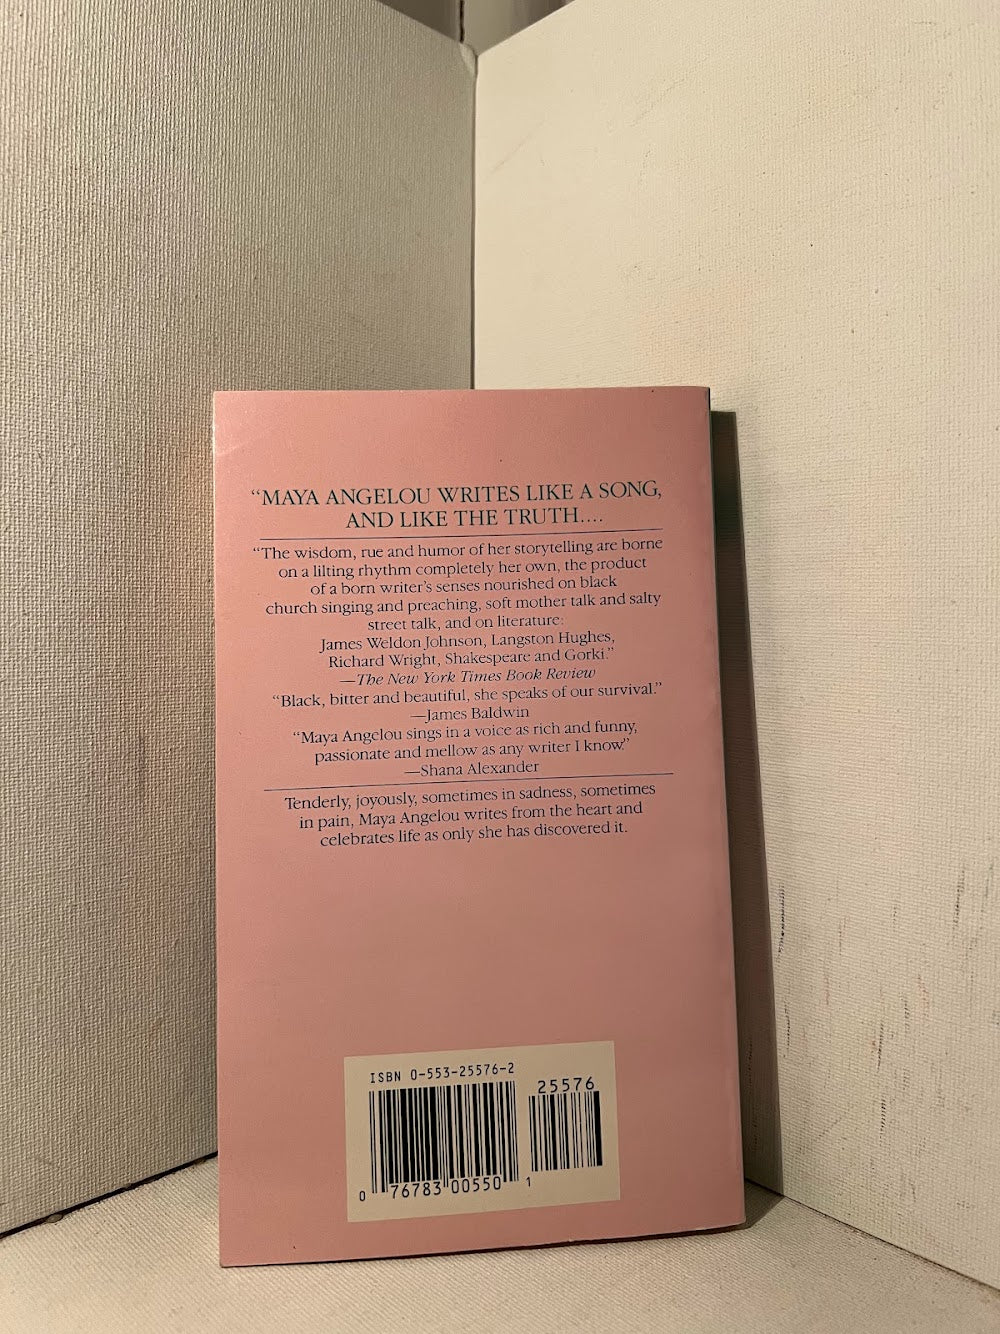 “MAYA ANGELOU WRITES LIKE A SONG,
AND LIKE THE TRUTH....
“The wisdom, rue and humor of her storytelling are borne
on a lilting rhythm completely her own, the product
of a born writer’s senses nourished on black
church singing and preaching, soft mother talk and salty
street talk, and on literature:
James Weldon Johnson, Langston Hughes,
Richard Wright, Shakespeare and Gorki.”
—The New York Times Book Review
“Black, bitter and beautiful, she speaks of our survival.”
—James Baldwin
“Maya Angelou sings in a voice as rich and funny,
passionate and mellow as any writer I know.”
—Shana Alexander
Tenderly, joyously, sometimes in sadness, sometimes
in pain, Maya Angelou writes from the heart and
celebrates life as only she has discovered it.
ISBN 0-553-25576-2
25576
0 76783 00550 1